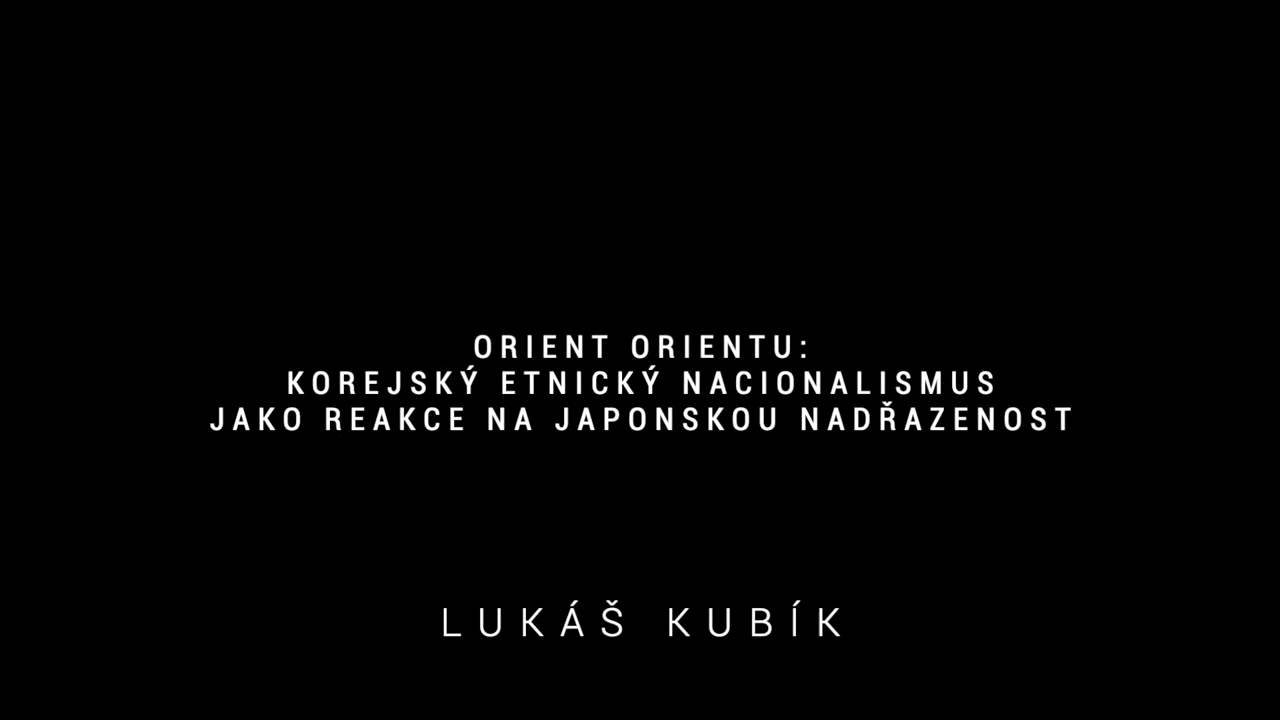 ORIENT ORIENTU:
KOREJSKÝ ETNICKÝ NACIONALISMUS
JAKO REAKCE NA JAPONSKOU NADŘAZENOST
LUKÁŠ KUBÍK